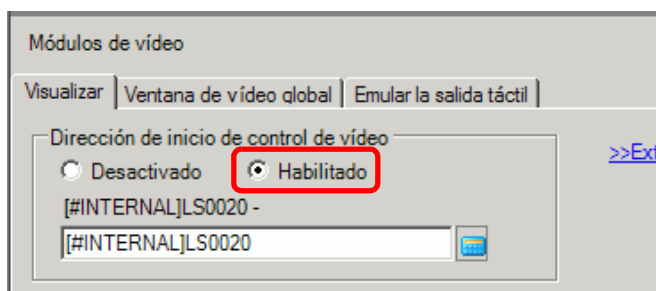 Módulos de vídeo
Visualizar Ventana de vídeo global Emular la salida táctil
Dirección de inicio de control de vídeo
>>Ext
Desactivado Habilitado
[#INTERNAL]LS0020 -
[#INTERNAL]LS0020